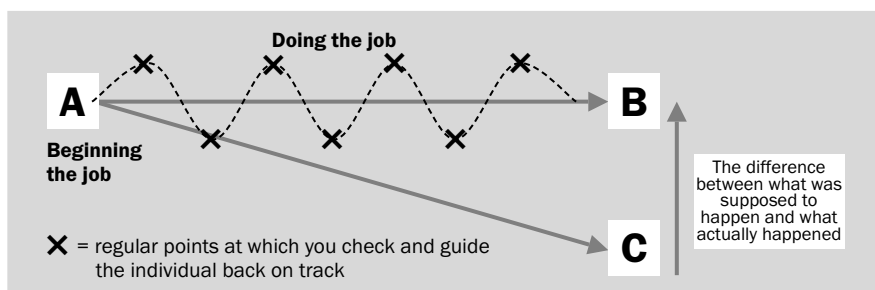 Doing the job
A
B
Beginning
the job
The difference
between what was
supposed to
happen and what
actually happened
C
✕ = regular points at which you check and guide
the individual back on track